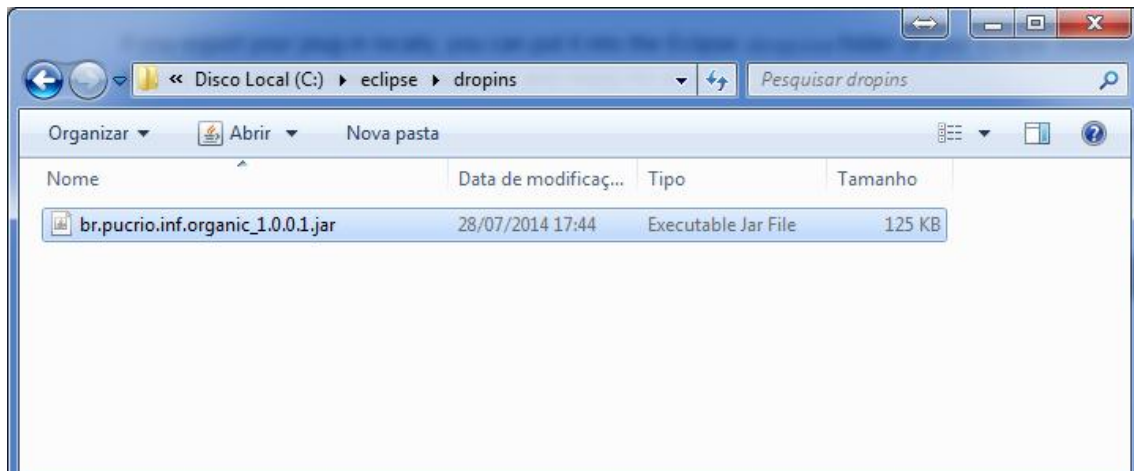 « Disco Local (C:) ▸ eclipse ▸ dropins
Pesquisar dropins
Organizar Abrir Nova pasta
Nome Data de modificaç... Tipo Tamanho
br.pucrio.inf.organic_1.0.0.1.jar 28/07/2014 17:44 Executable Jar File 125 KB